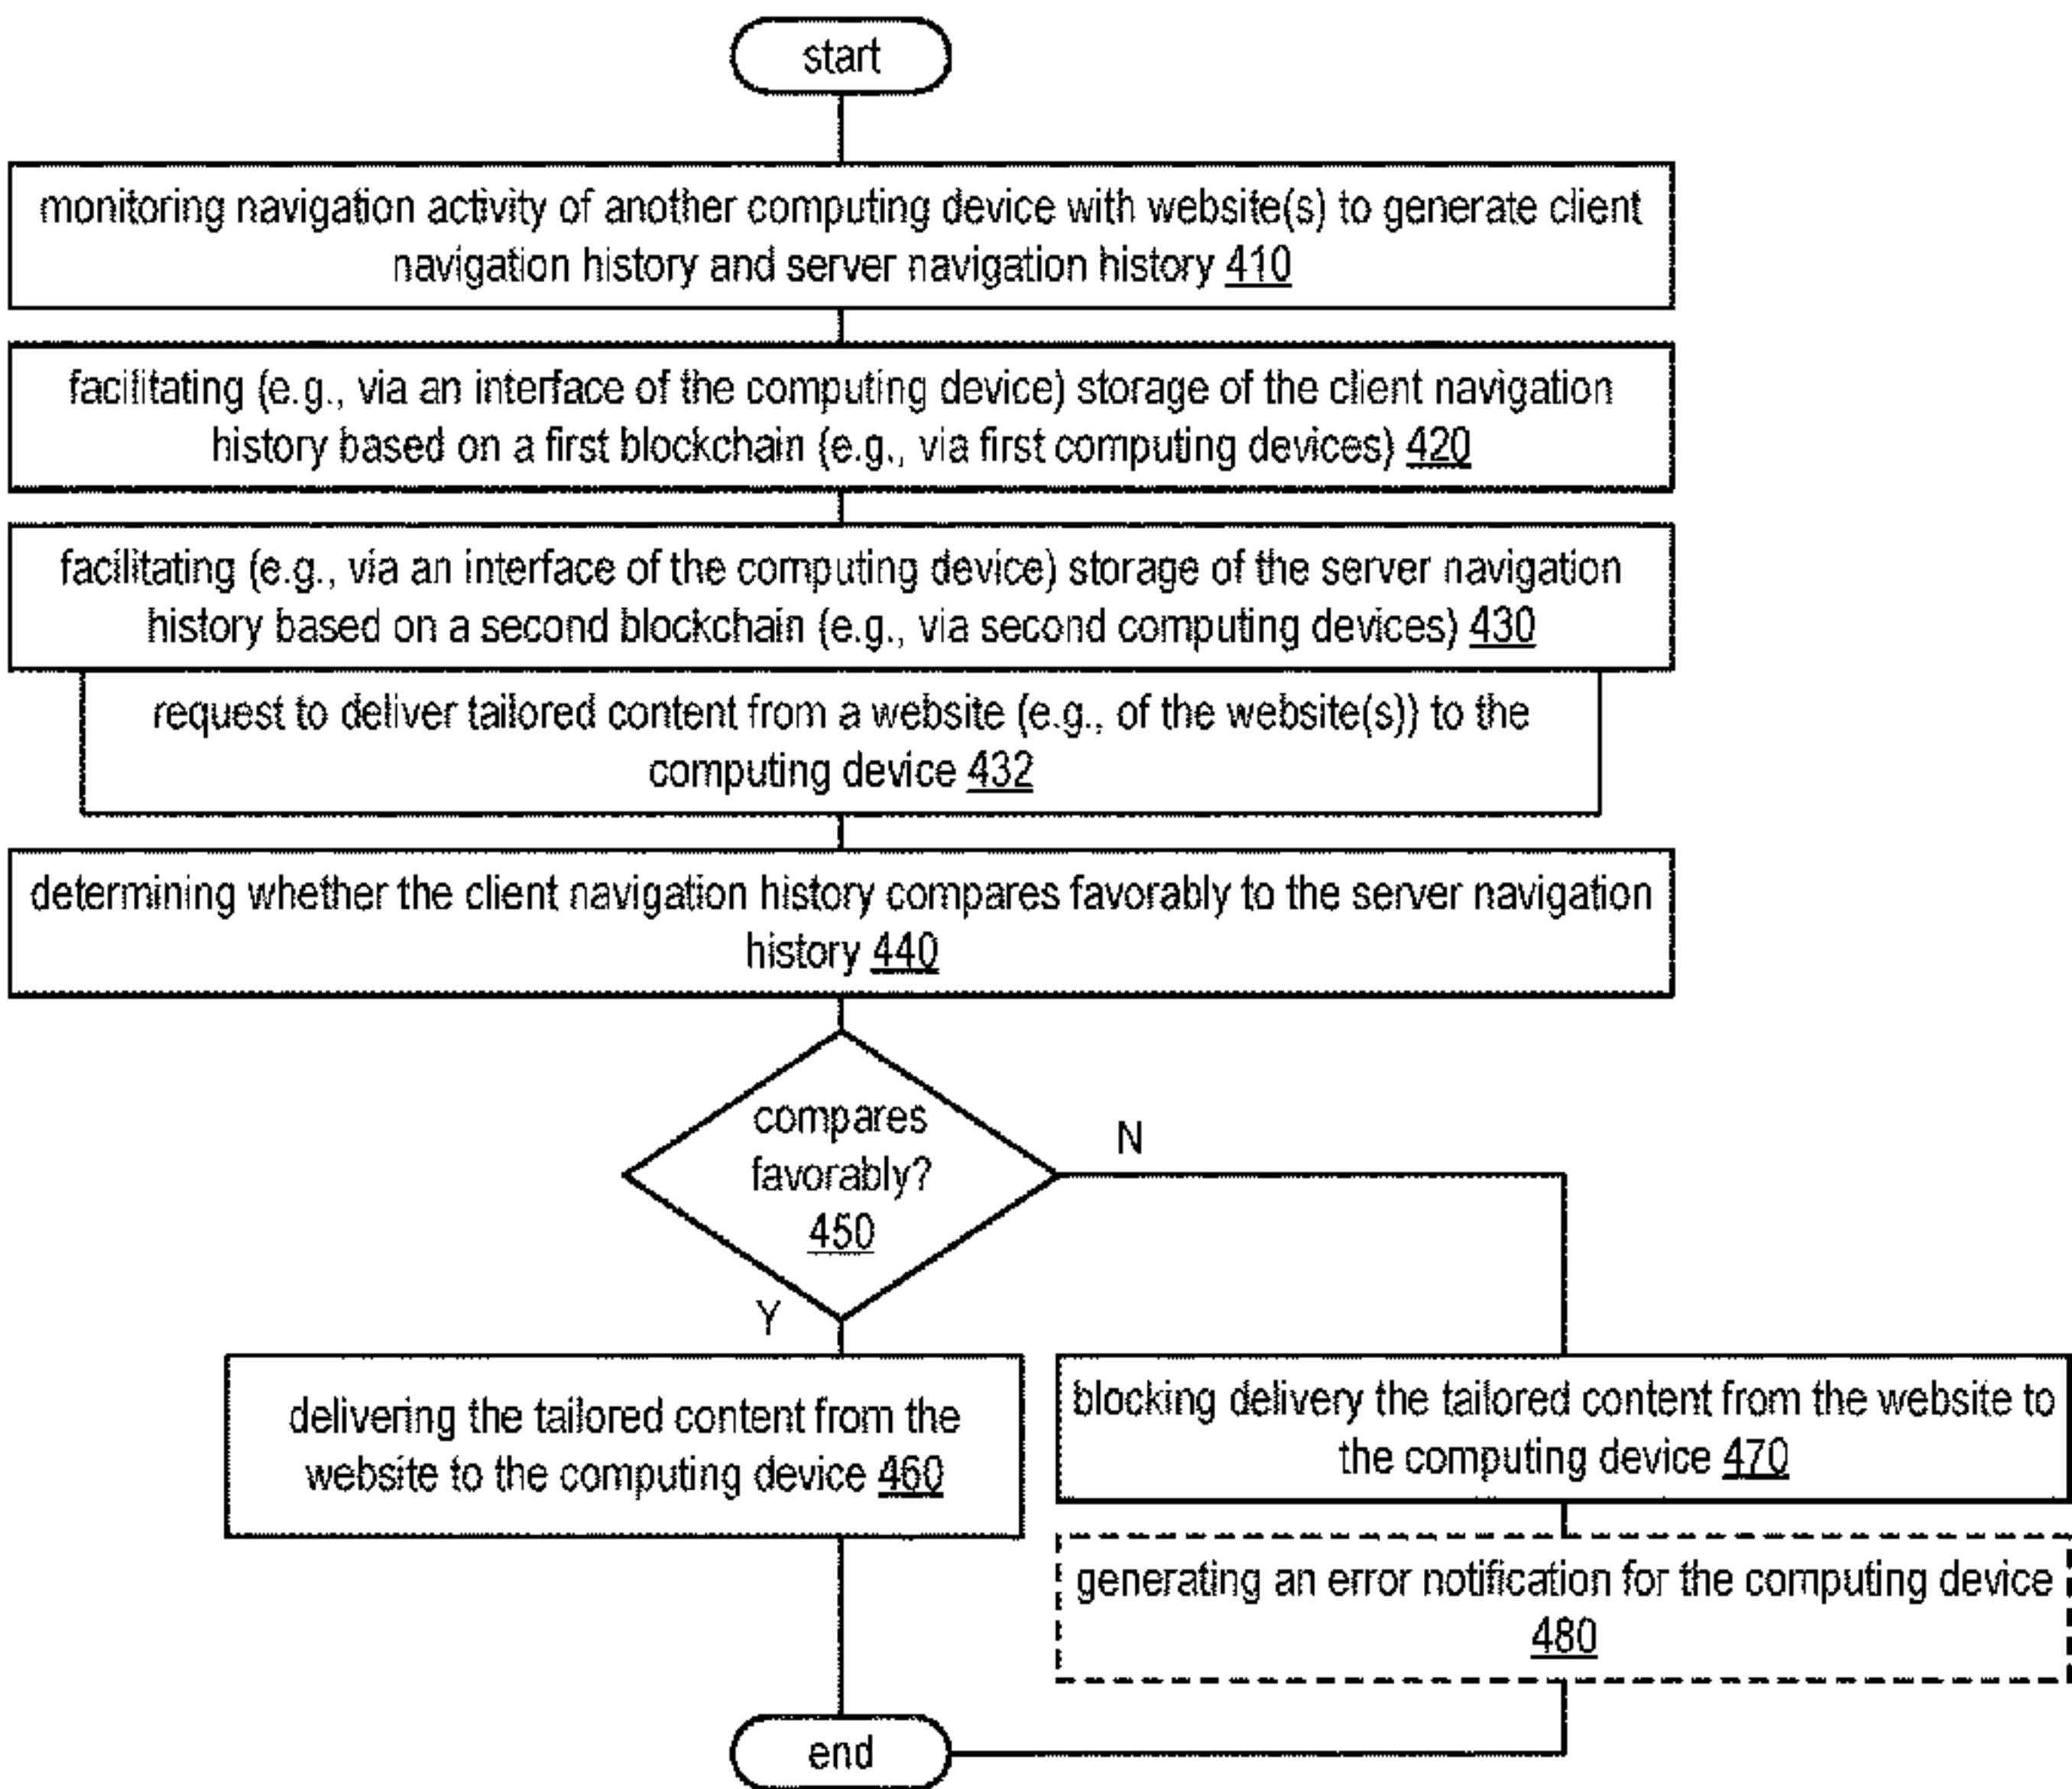 start
monitoring navigation activity of another computing device with website(s) to generate client
navigation history and server navigation history 410
facilitating (e.g., via an interface of the computing device) storage of the client navigation
history based on a first blockchain (e.g., via first computing devices) 420
facilitating (e.g., via an interface of the computing device) storage of the server navigation
history based on a second blockchain (e.g., via second computing devices) 430
request to deliver tailored content from a website (e.g., of the website(s)) to the
computing device 432
determining whether the client navigation history compares favorably to the server navigation
history 440
compares
favorably?
450
N
Y
delivering the tailored content from the
website to the computing device 460
blocking delivery the tailored content from the website to
the computing device 470
generating an error notification for the computing device
480
end